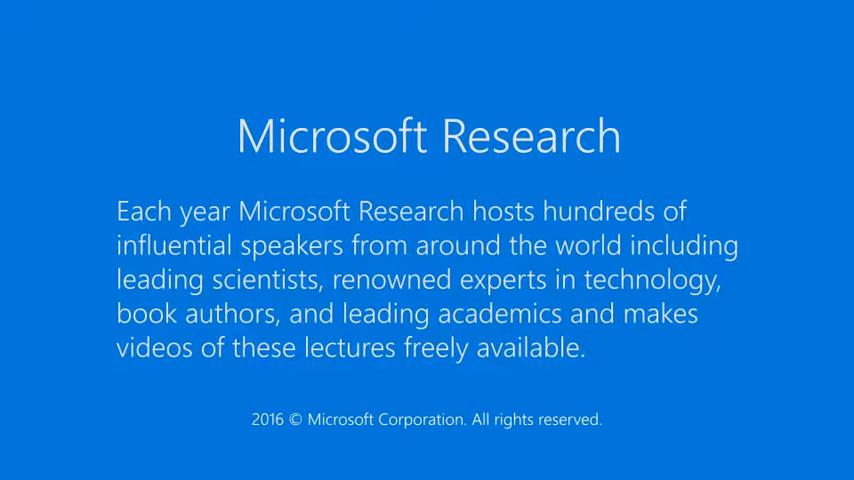 Microsoft Research
Each year Microsoft Research hosts hundreds of
influential speakers from around the world including
leading scientists, renowned experts in technology,
book authors, and leading academics and makes
videos of these lectures freely available.
2016 © Microsoft Corporation. All rights reserved.